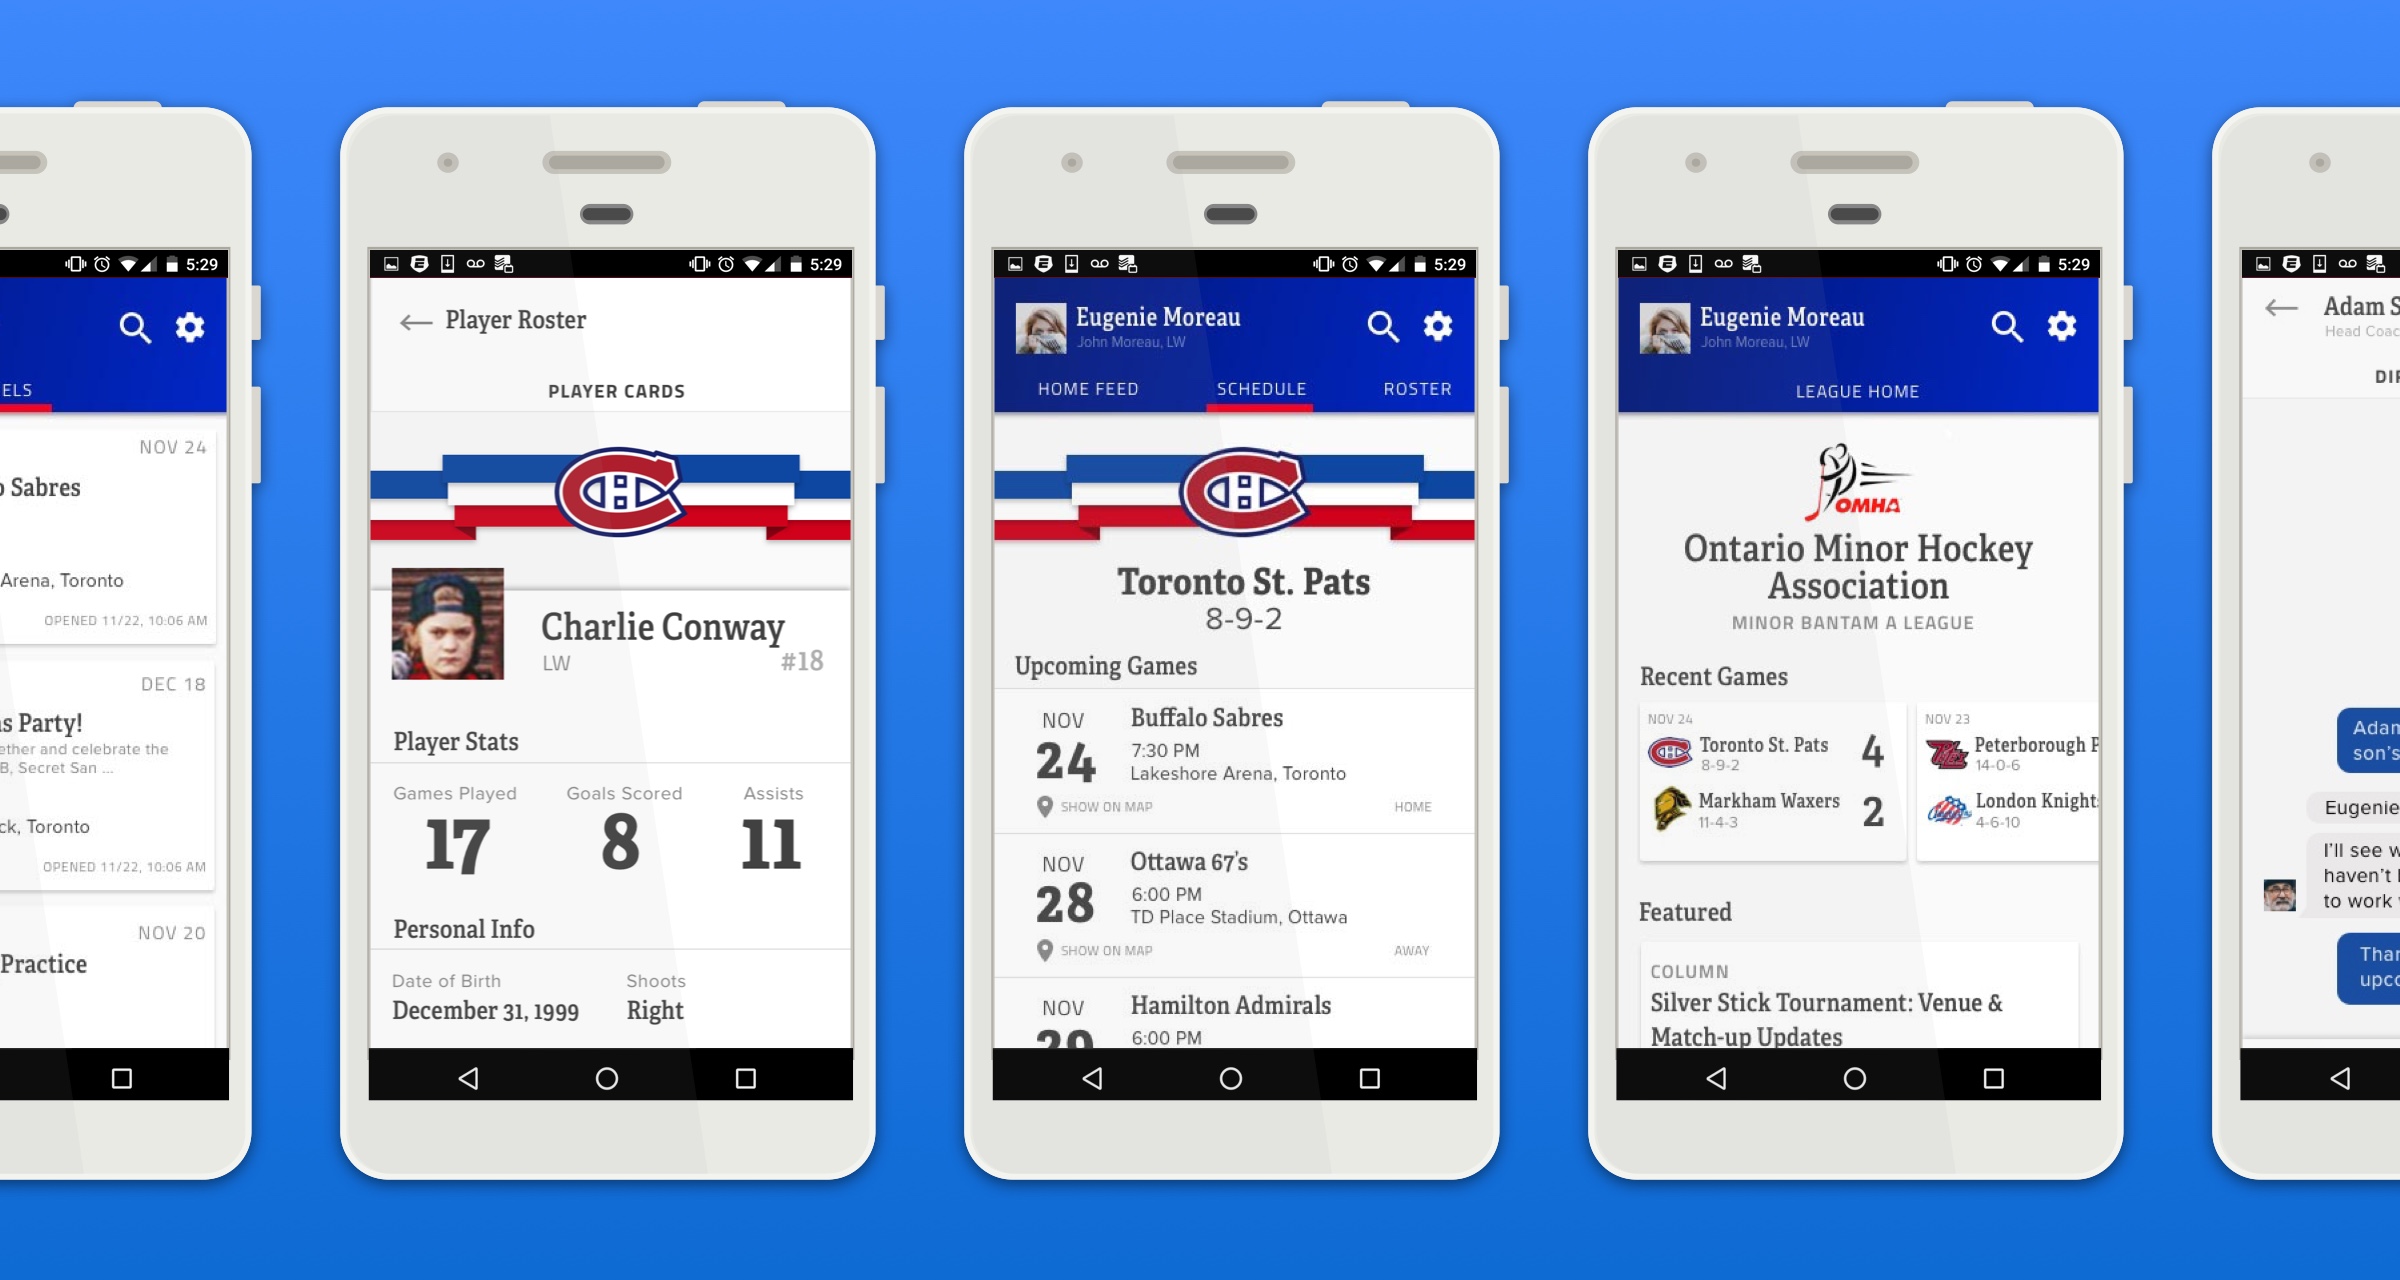 5:29
ELS
NOV 24
Sabres
Arena, Toronto
OPENED 11/22, 10:06 AM
DEC 18
Party!
and celebrate the
B, Secret San ...
Toronto
OPENED 11/22, 10:06 AM
NOV 20
Practice
5:29
Player Roster
PLAYER CARDS
Charlie Conway
LW #18
Player Stats
Games Played Goals Scored Assists
17 8 11
Personal Info
Date of Birth Shoots
December 31, 1999 Right
5:29
Eugenie Moreau
John Moreau, LW
HOME FEED SCHEDULE ROSTER
Toronto St. Pats
8-9-2
Upcoming Games
NOV
24
Buffalo Sabres
7:30 PM
Lakeshore Arena, Toronto
SHOW ON MAP HOME
NOV
28
Ottawa 67's
6:00 PM
TD Place Stadium, Ottawa
SHOW ON MAP AWAY
NOV
29
Hamilton Admirals
6:00 PM
5:29
Eugenie Moreau
John Moreau, LW
LEAGUE HOME
OMHA
Ontario Minor Hockey
Association
MINOR BANTAM A LEAGUE
Recent Games
NOV 24
Toronto St. Pats 4
8-9-2
Markham Waxers 2
11-4-3
NOV 23
Peterborough P
14-0-6
London Knight
4-6-10
Featured
COLUMN
Silver Stick Tournament: Venue &
Match-up Updates
Adam S
Head Coac
DI
Adam
son's
Eugenie
I'll see w
haven't
to work
Than
upco